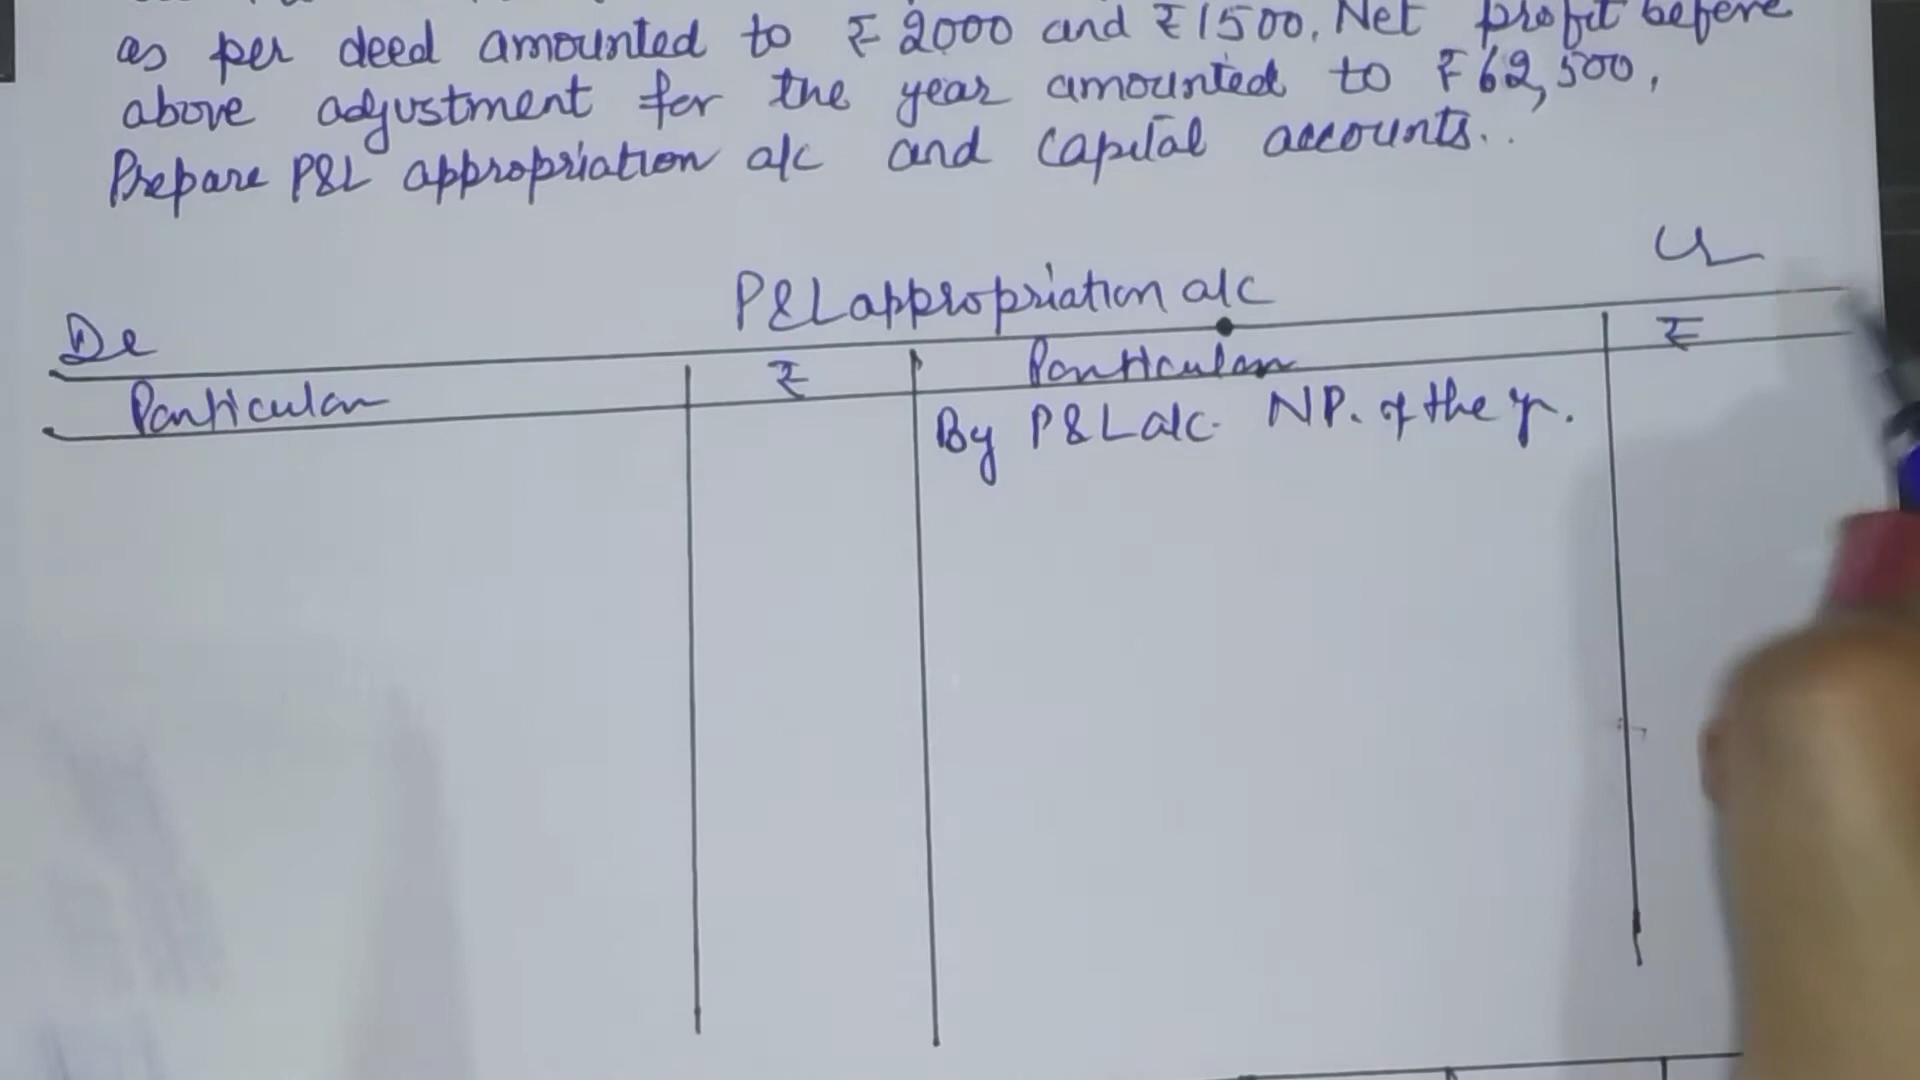 as per deed amounted to ₹2000 and ₹1500. Net profit before
above adjustment for the year amounted to ₹62,500.
Prepare P&L appropriation a/c and capital accounts..
P&L appropriation a/c
Dr
Cr
Particular ₹ Particular ₹
By P&L a/c. NP. of the yr.